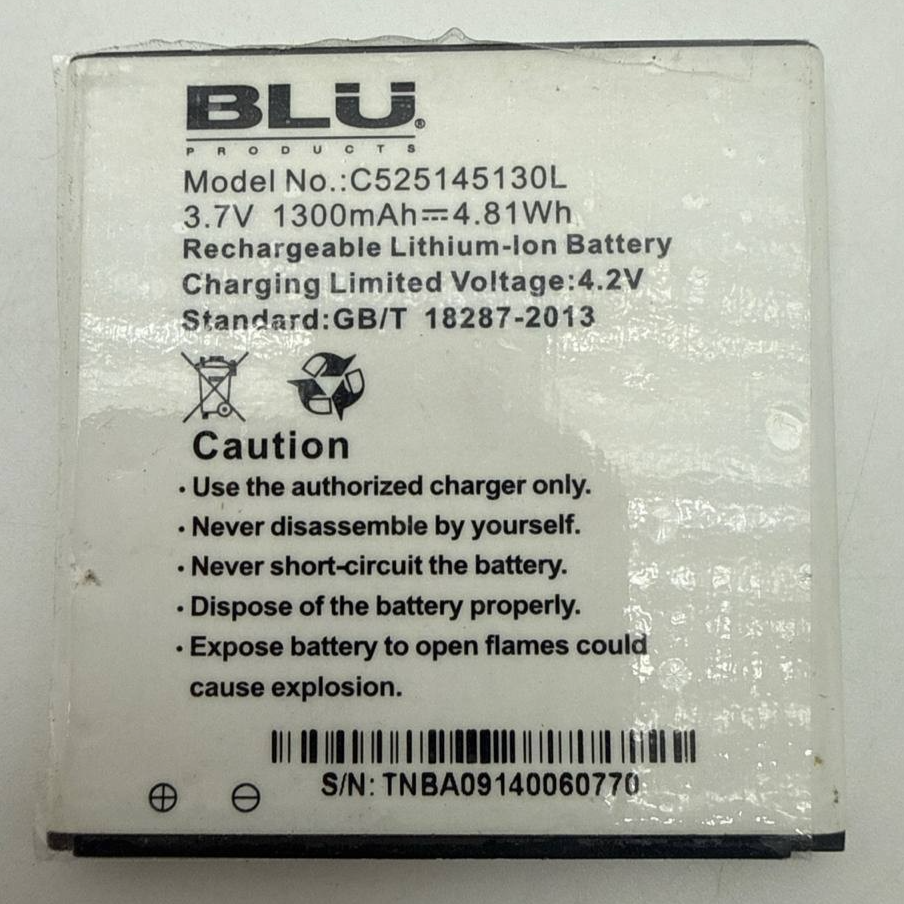 BLU®
PRODUCTS
Model No.:C525145130L
3.7V 1300mAh⎓4.81Wh
Rechargeable Lithium-Ion Battery
Charging Limited Voltage:4.2V
Standard:GB/T 18287-2013
Caution
· Use the authorized charger only.
· Never disassemble by yourself.
· Never short-circuit the battery.
· Dispose of the battery properly.
· Expose battery to open flames could
cause explosion.
S/N: TNBA09140060770
⊕ ⊖